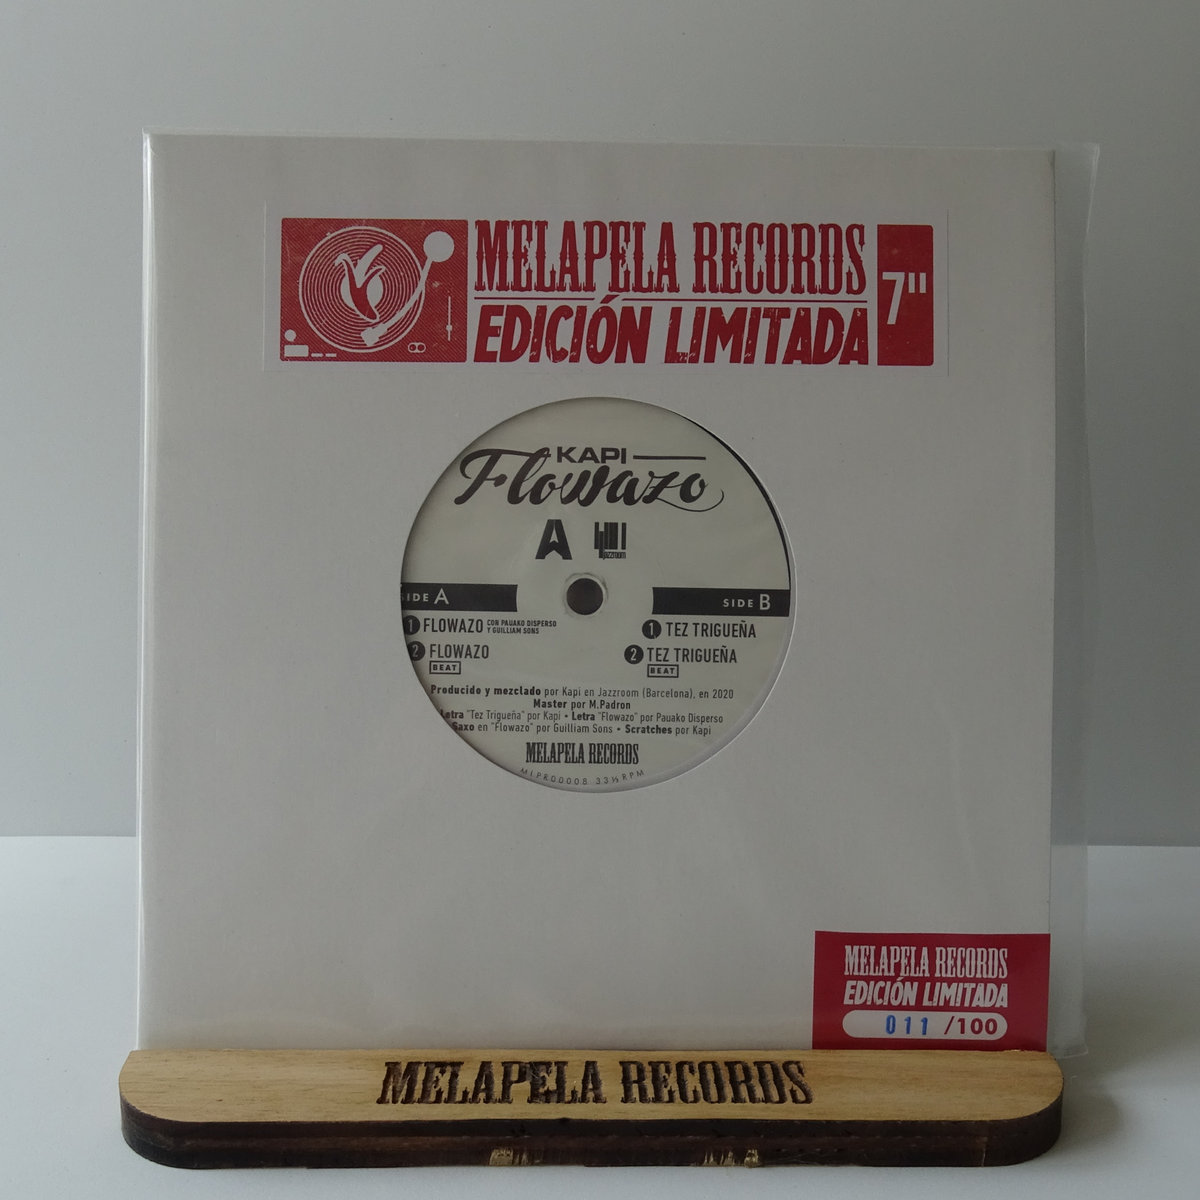 MELAPELA RECORDS
EDICIÓN LIMITADA
7"
KAPI
Flowazo
A
jazzroom
SIDE A
1 FLOWAZO CON PAUAKO DISPERSO
Y GUILLIAM SONS
2 FLOWAZO
BEAT
SIDE B
1 TEZ TRIGUEÑA
2 TEZ TRIGUEÑA
BEAT
Producido y mezclado por Kapi en Jazzroom (Barcelona), en 2020
Master por M.Padron
Letra "Tez Trigueña" por Kapi • Letra "Flowazo" por Pauako Disperso
Saxo en "Flowazo" por Guilliam Sons • Scratches por Kapi
MELAPELA RECORDS
MLPR00008 33⅓ RPM
MELAPELA RECORDS
EDICIÓN LIMITADA
011 /100
MELAPELA RECORDS